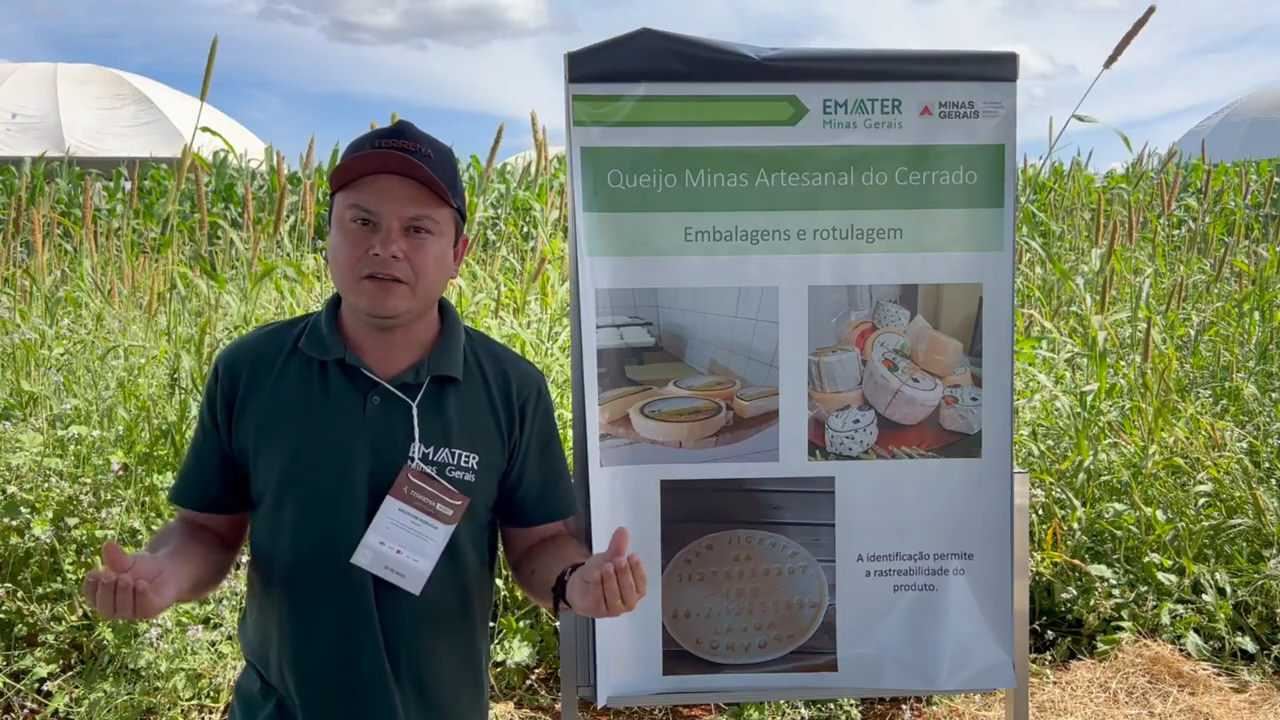 TERRENA
EMATER
Minas Gerais
TERRENA
EMATER
Minas Gerais
MINAS
GERAIS
Queijo Minas Artesanal do Cerrado
Embalagens e rotulagem
A identificação permite
a rastreabilidade do
produto.